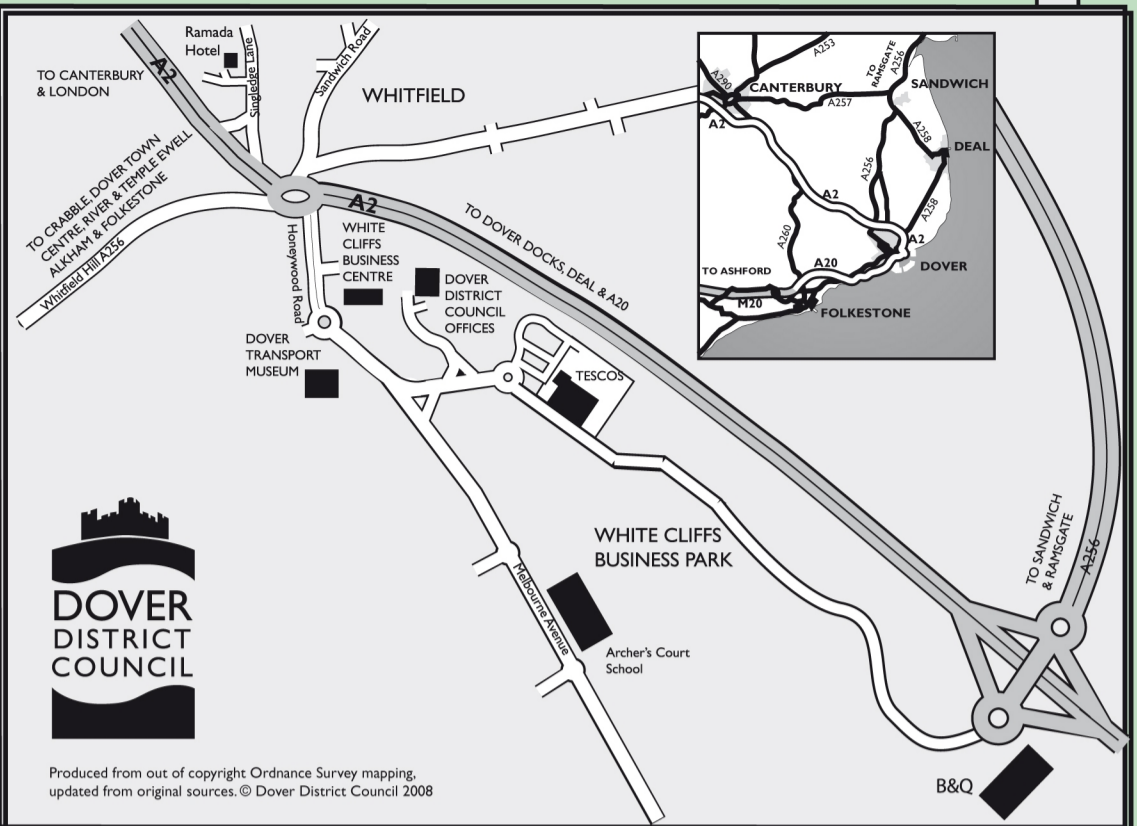 Ramada
Hotel
TO CANTERBURY
& LONDON
A2
Singledge Lane
Sandwich Road
WHITFIELD
TO CRABBLE, DOVER TOWN
CENTRE, RIVER & TEMPLE EWELL
ALKHAM & FOLKESTONE
Whitfield Hill A256
A2
TO DOVER DOCKS, DEAL & A20
Honeywood Road
WHITE
CLIFFS
BUSINESS
CENTRE
DOVER
DISTRICT
COUNCIL
OFFICES
DOVER
TRANSPORT
MUSEUM
TESCOS
WHITE CLIFFS
BUSINESS PARK
Melbourne Avenue
Archer's Court
School
TO SANDWICH
& RAMSGATE
A256
B&Q
A253
TO
RAMSGATE
A256
A290
CANTERBURY
SANDWICH
A257
A2
A258
DEAL
A256
A2
A258
A260
A2
A20
DOVER
TO ASHFORD
M20
FOLKESTONE
DOVER
DISTRICT
COUNCIL
Produced from out of copyright Ordnance Survey mapping,
updated from original sources. © Dover District Council 2008